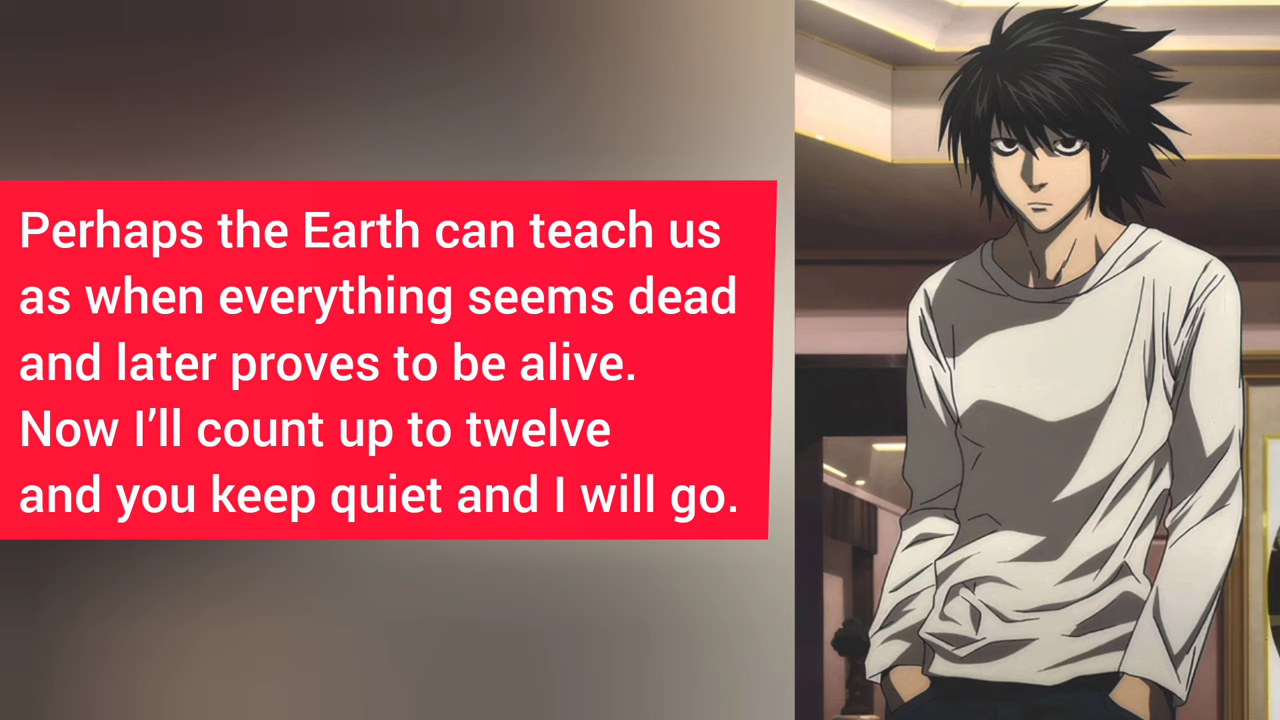 Perhaps the Earth can teach us
as when everything seems dead
and later proves to be alive.
Now I’ll count up to twelve
and you keep quiet and I will go.